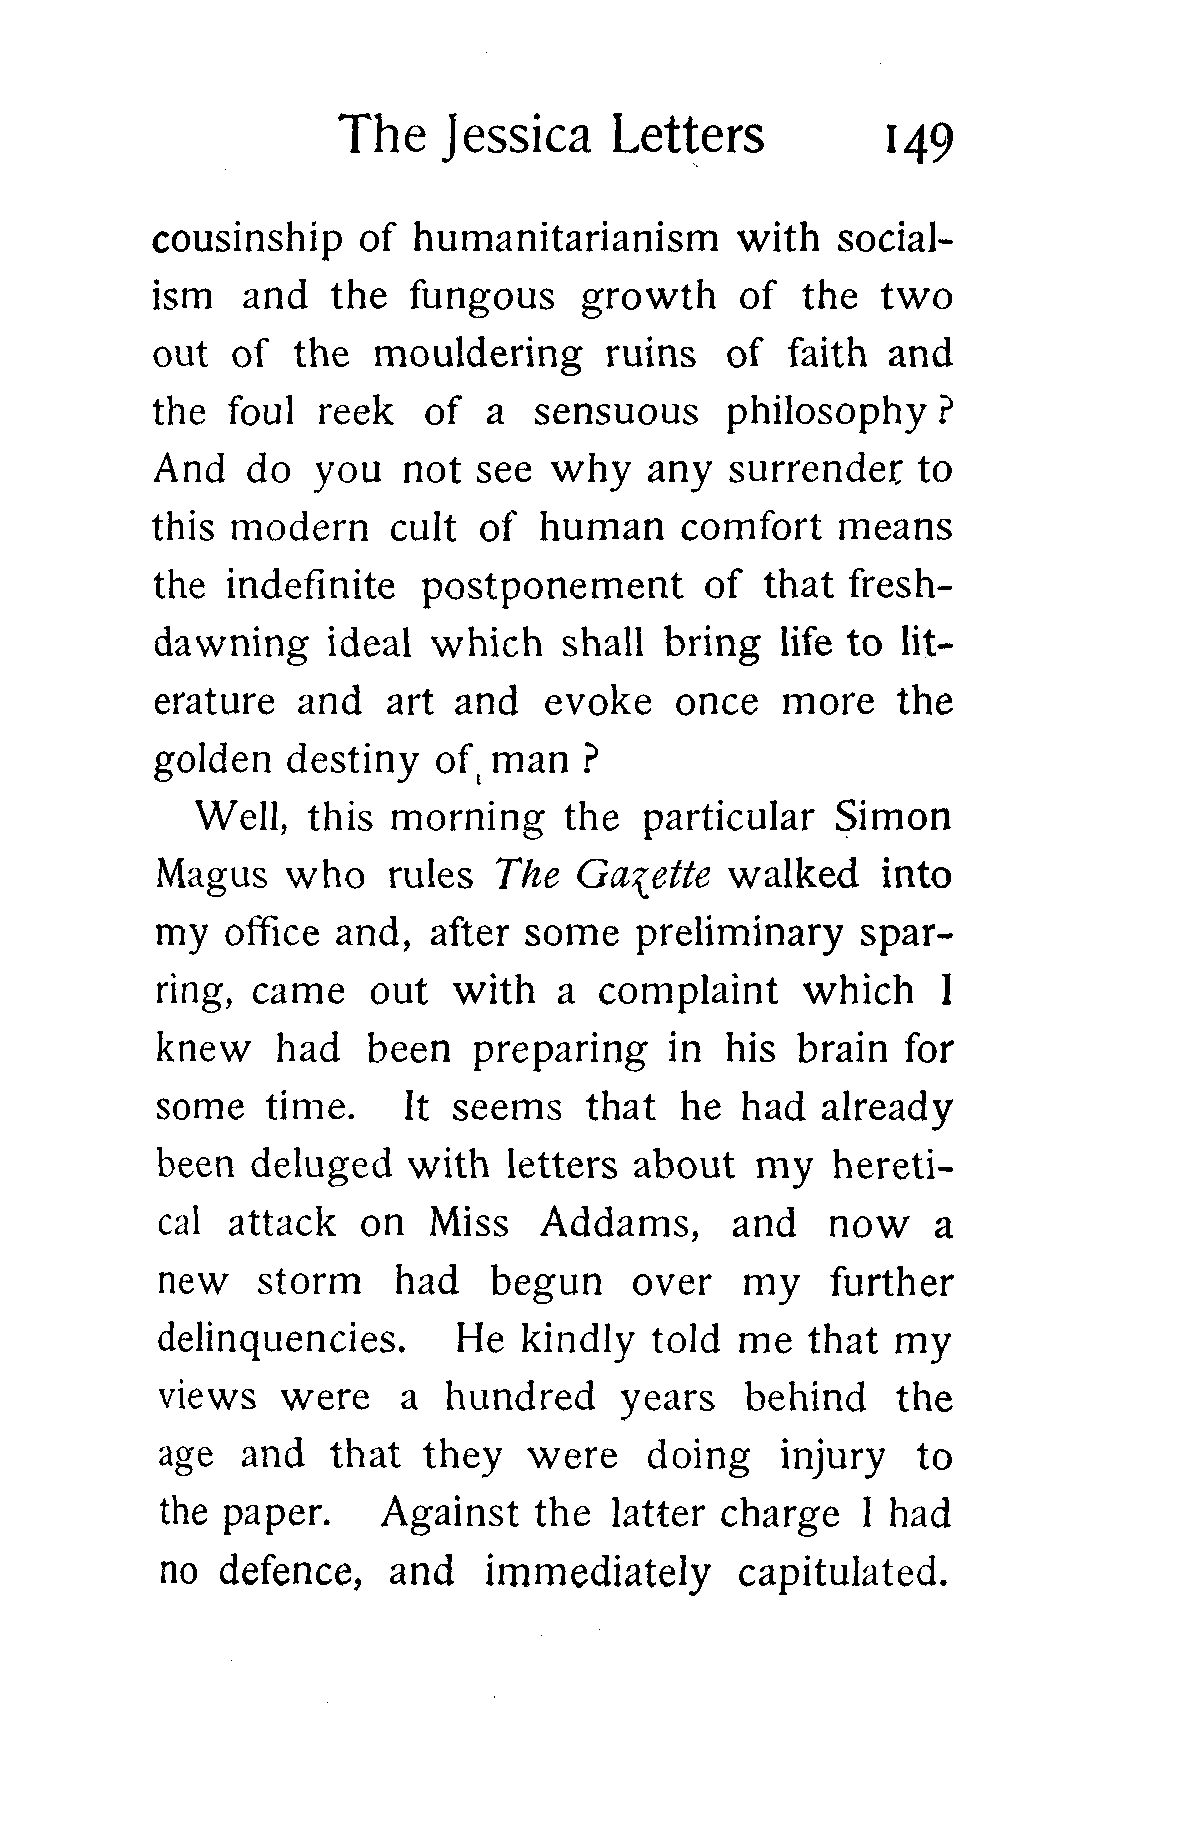 The Jessica Letters 149
cousinship of humanitarianism with social-
ism and the fungous growth of the two
out of the mouldering ruins of faith and
the foul reek of a sensuous philosophy ?
And do you not see why any surrender to
this modern cult of human comfort means
the indefinite postponement of that fresh-
dawning ideal which shall bring life to lit-
erature and art and evoke once more the
golden destiny of man ?
Well, this morning the particular Simon
Magus who rules The Gazette walked into
my office and, after some preliminary spar-
ring, came out with a complaint which I
knew had been preparing in his brain for
some time. It seems that he had already
been deluged with letters about my hereti-
cal attack on Miss Addams, and now a
new storm had begun over my further
delinquencies. He kindly told me that my
views were a hundred years behind the
age and that they were doing injury to
the paper. Against the latter charge I had
no defence, and immediately capitulated.